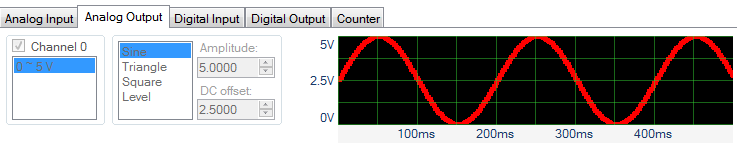 Analog Input Analog Output Digital Input Digital Output Counter
Channel 0
0 ~ 5 V
Sine
Triangle
Square
Level
Amplitude:
5.0000
DC offset:
2.5000
5V
2.5V
0V
100ms 200ms 300ms 400ms